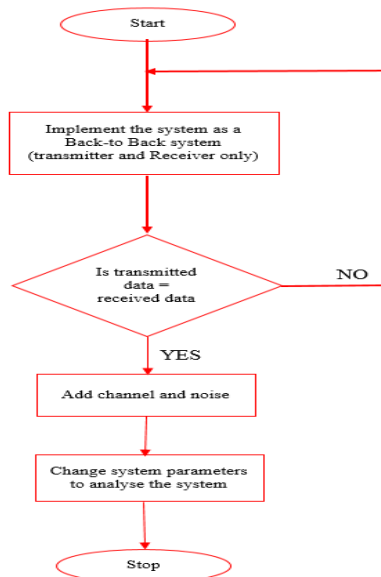 Start
Implement the system as a
Back-to Back system
(transmitter and Receiver only)
Is transmitted
data =
received data
NO
YES
Add channel and noise
Change system parameters
to analyse the system
Stop